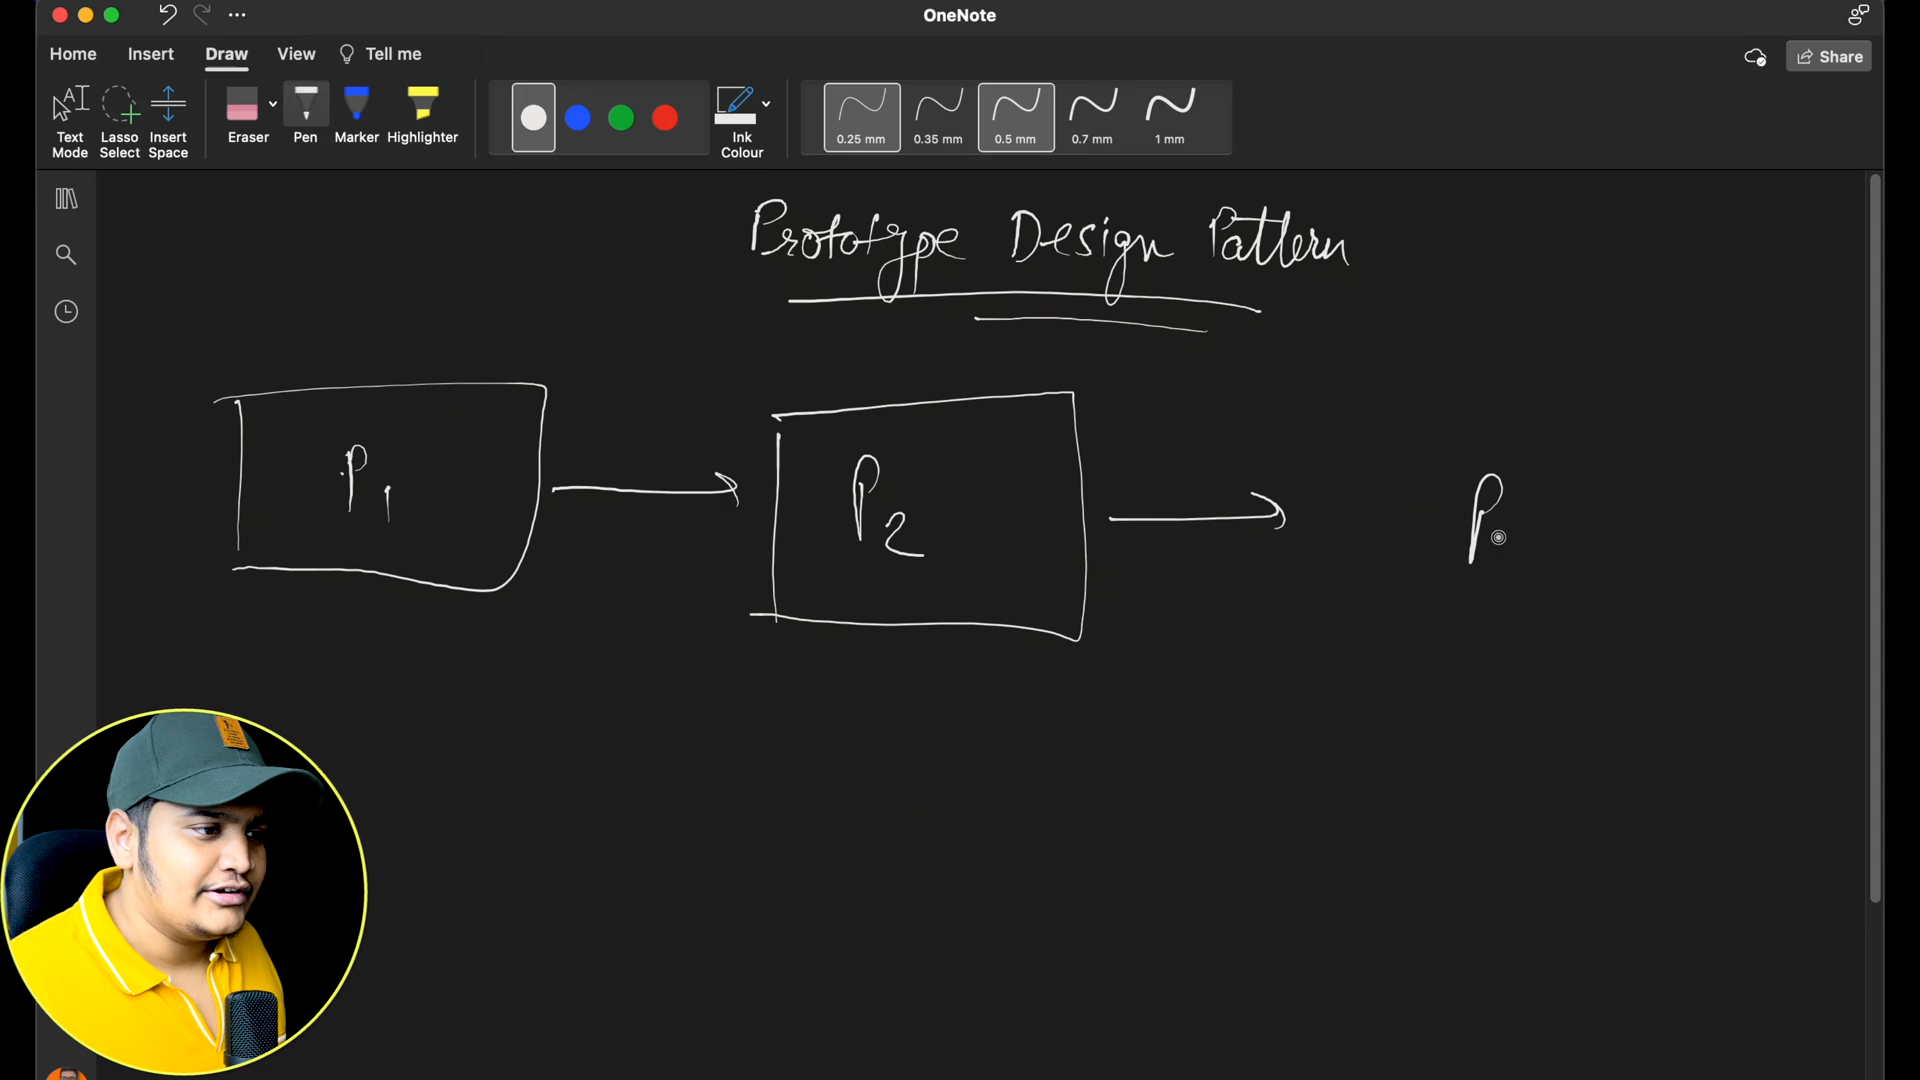 OneNote
Home Insert Draw View Tell me
Share
Text Mode
Lasso Select
Insert Space
Eraser
Pen
Marker
Highlighter
Ink Colour
0.25 mm
0.35 mm
0.5 mm
0.7 mm
1 mm
Prototype Design Pattern
P1
P2
P